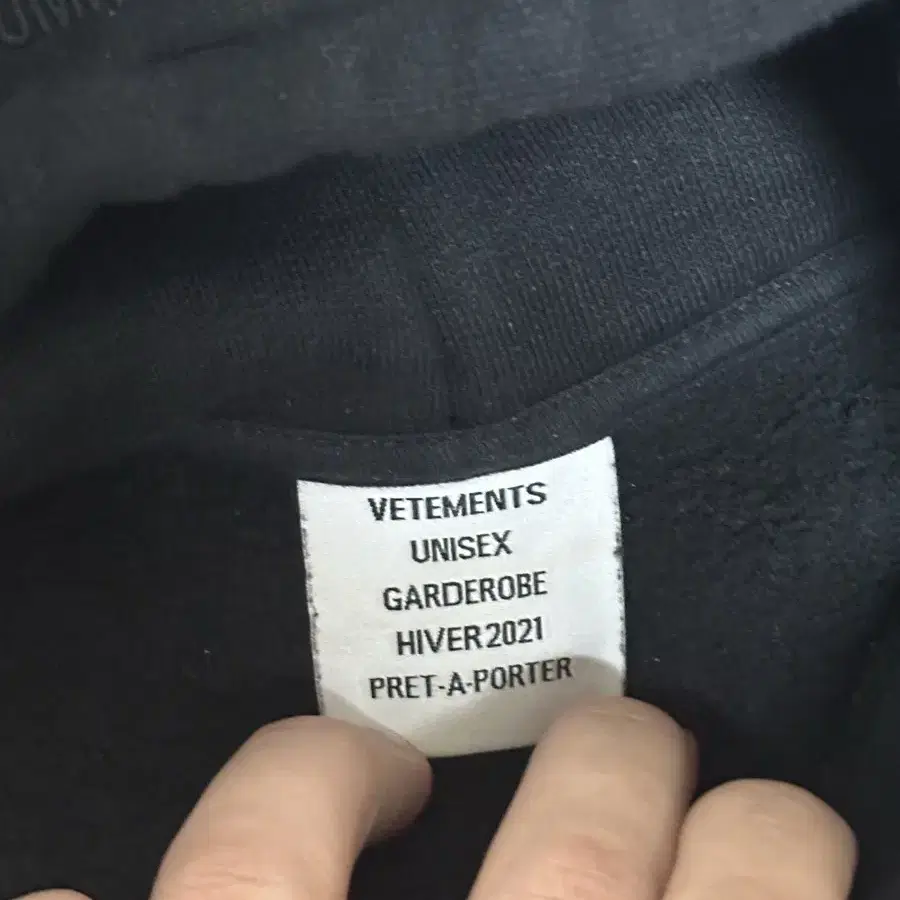 VETEMENTS
UNISEX
GARDEROBE
HIVER 2021
PRET-A-PORTER